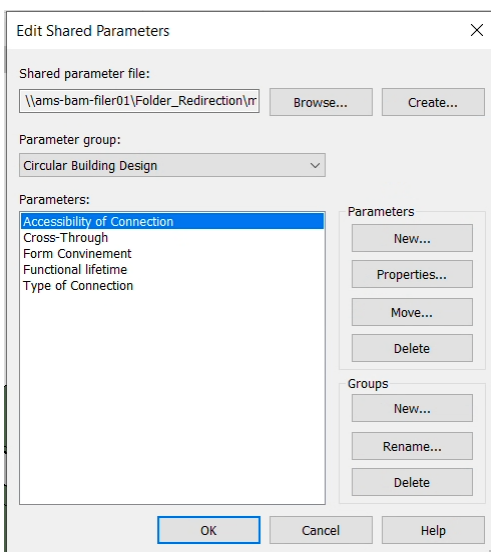 Edit Shared Parameters
Shared parameter file:
\\ams-bam-filer01\Folder_Redirection\m
Browse...
Create...
Parameter group:
Circular Building Design
Parameters:
Accessibility of Connection
Cross-Through
Form Convinement
Functional lifetime
Type of Connection
Parameters
New...
Properties...
Move...
Delete
Groups
New...
Rename...
Delete
OK
Cancel
Help